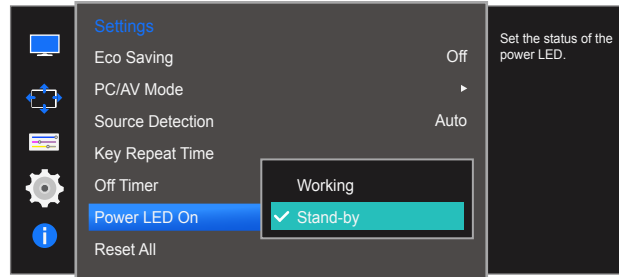 Settings
Eco Saving Off
PC/AV Mode
Source Detection Auto
Key Repeat Time
Off Timer
Power LED On
Reset All
Working
Stand-by
Set the status of the
power LED.